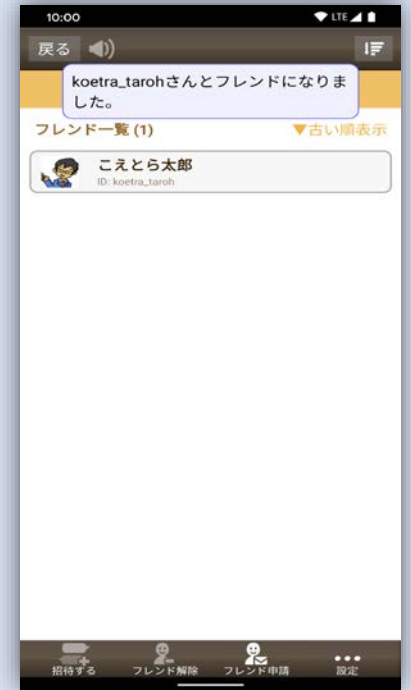 10:00
LTE
戻る
koetra_tarohさんとフレンドになりま
した。
フレンド一覧 (1)
▼古い順表示
こえとら太郎
ID: koetra_taroh
招待する
フレンド解除
フレンド申請
設定